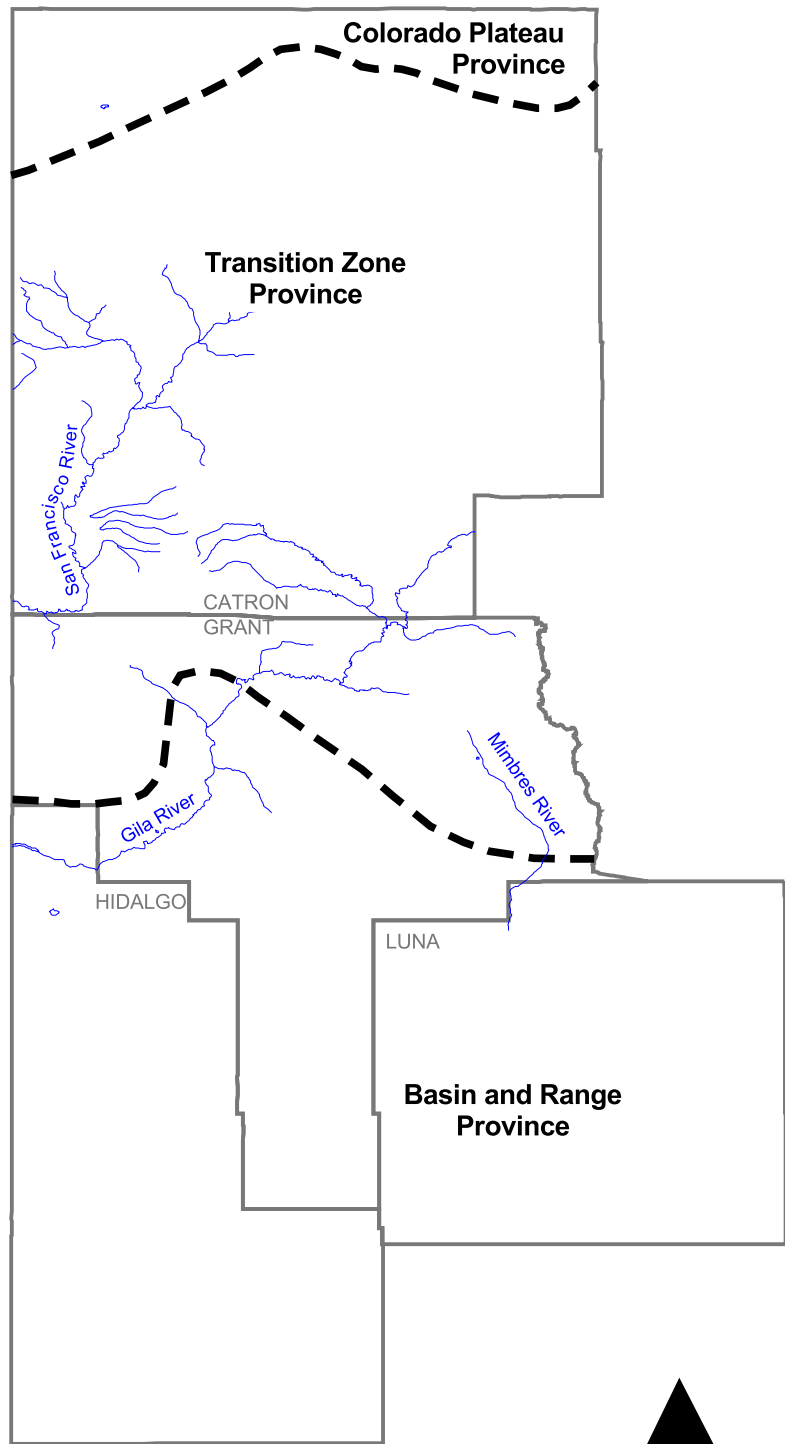 Colorado Plateau
Province
Transition Zone
Province
San Francisco River
CATRON
GRANT
Mimbres River
Gila River
HIDALGO
LUNA
Basin and Range
Province